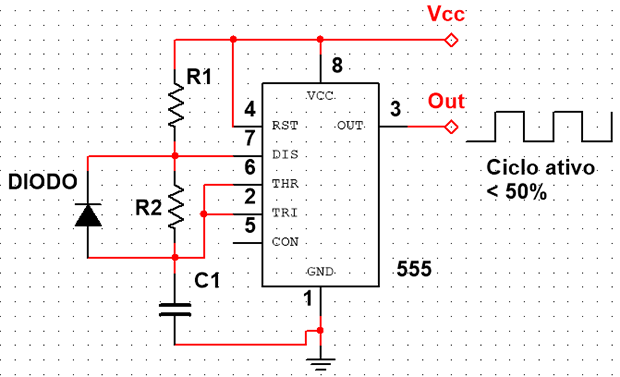 Vcc
8
VCC
R1
4
RST
OUT
3
Out
7
DIS
6
THR
DIODO
R2
2
TRI
5
CON
Ciclo ativo
< 50%
C1
GND
555
1